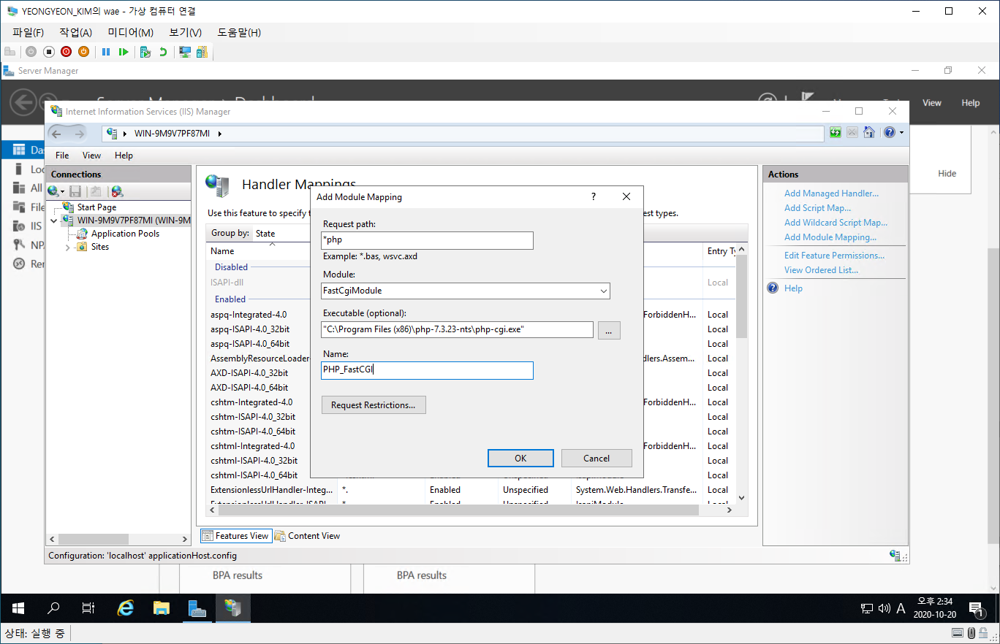 YEONGYEON_KIM의 wae - 가상 컴퓨터 연결
파일(F) 작업(A) 미디어(M) 보기(V) 도움말(H)
Server Manager
View Help
Internet Information Services (IIS) Manager
WIN-9M9V7PF87MI
File View Help
Hide
Connections
Start Page
WIN-9M9V7PF87MI (WIN-9M
Application Pools
Sites
Handler Mappings
Use this feature to specify t
est types.
Group by: State
Name
Entry Ty
Disabled
ISAPI-dll Local
Enabled
aspq-Integrated-4.0 ForbiddenH... Local
aspq-ISAPI-4.0_32bit Local
aspq-ISAPI-4.0_64bit Local
AssemblyResourceLoader- dlers.Assem... Local
AXD-ISAPI-4.0_32bit Local
AXD-ISAPI-4.0_64bit Local
cshtm-Integrated-4.0 ForbiddenH... Local
cshtm-ISAPI-4.0_32bit Local
cshtm-ISAPI-4.0_64bit Local
cshtml-Integrated-4.0 ForbiddenH... Local
cshtml-ISAPI-4.0_32bit Local
cshtml-ISAPI-4.0_64bit Local
ExtensionlessUrlHandler-Integ... *. Enabled Unspecified System.Web.Handlers.Transfe... Local
Features View Content View
Add Module Mapping
?
Request path:
*php
Example: *.bas, wsvc.axd
Module:
FastCgiModule
Executable (optional):
"C:\Program Files (x86)\php-7.3.23-nts\php-cgi.exe"
...
Name:
PHP_FastCGI
Request Restrictions...
OK Cancel
Actions
Add Managed Handler...
Add Script Map...
Add Wildcard Script Map...
Add Module Mapping...
Edit Feature Permissions...
View Ordered List...
Help
Configuration: 'localhost' applicationHost.config
BPA results BPA results
A
오후 2:34
2020-10-20
1
상태: 실행 중